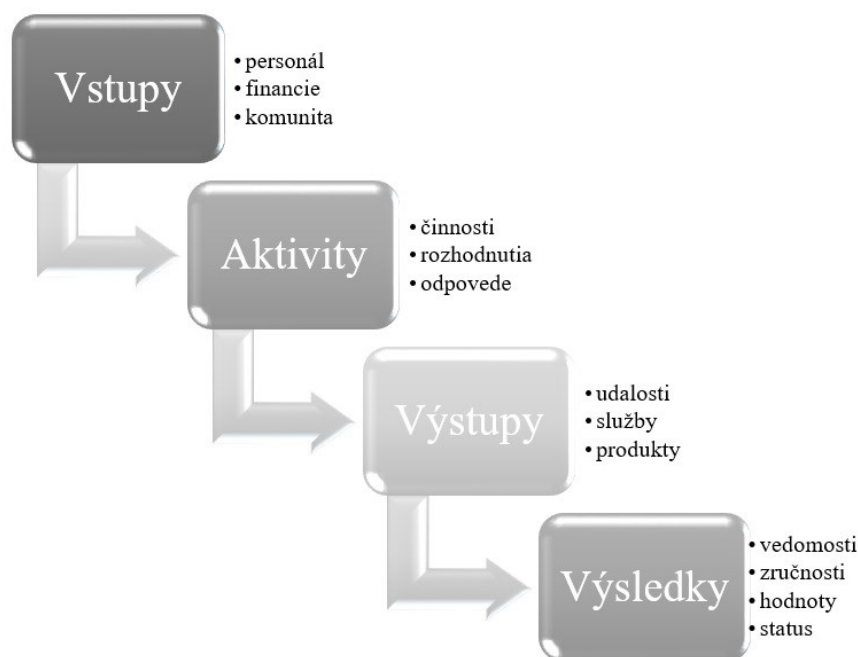 Vstupy
• personál
• financie
• komunita
Aktivity
• činnosti
• rozhodnutia
• odpovede
Výstupy
• udalosti
• služby
• produkty
Výsledky
• vedomosti
• zručnosti
• hodnoty
• status